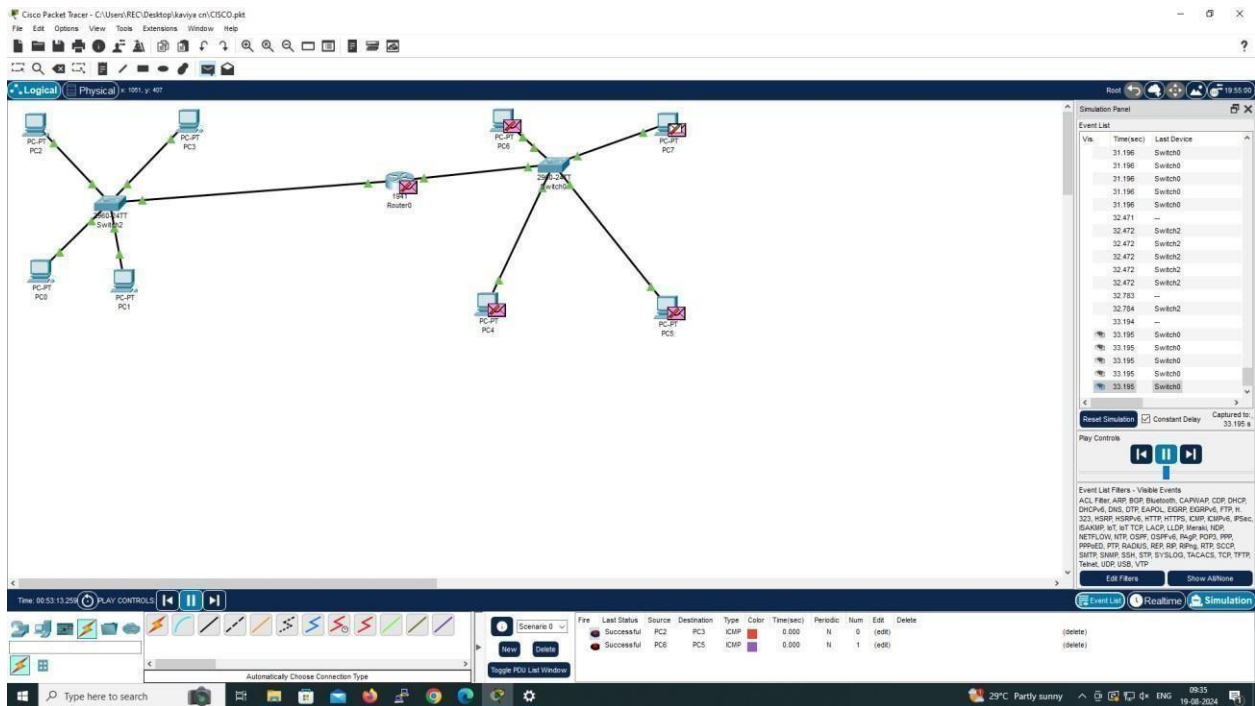 Cisco Packet Tracer - C:\Users\REC\Desktop\kaviya cn\CISCO.pkt
File Edit Options View Tools Extensions Window Help
?
Logical Physical x: 1051, y: 407
Root 19:55:00
PC-PT
PC2
PC-PT
PC3
PC-PT
PC6
PC-PT
PC7
2960-24TT
Switch2
1941
Router0
2960-24TT
Switch0
PC-PT
PC0
PC-PT
PC1
PC-PT
PC4
PC-PT
PC5
Simulation Panel
Event List
Vis. Time(sec) Last Device
31.196 Switch0
31.196 Switch0
31.196 Switch0
31.196 Switch0
31.196 Switch0
32.471 --
32.472 Switch2
32.472 Switch2
32.472 Switch2
32.472 Switch2
32.472 Switch2
32.783 --
32.784 Switch2
33.194 --
33.195 Switch0
33.195 Switch0
33.195 Switch0
33.195 Switch0
33.195 Switch0
Reset Simulation Constant Delay Captured to:
33.195 s
Play Controls
Event List Filters - Visible Events
ACL Filter, ARP, BGP, Bluetooth, CAPWAP, CDP, DHCP,
DHCPv6, DNS, DTP, EAPOL, EIGRP, EIGRPv6, FTP, H.
323, HSRP, HSRPv6, HTTP, HTTPS, ICMP, ICMPv6, IPSec,
ISAKMP, IoT, IoT TCP, LACP, LLDP, Meraki, NDP,
NETFLOW, NTP, OSPF, OSPFv6, PAgP, POP3, PPP,
PPPoED, PTP, RADIUS, REP, RIP, RIPng, RTP, SCCP,
SMTP, SNMP, SSH, STP, SYSLOG, TACACS, TCP, TFTP,
Telnet, UDP, USB, VTP
Edit Filters Show All/None
Time: 00:53:13.259 PLAY CONTROLS:
Event List Realtime Simulation
Scenario 0
New Delete
Toggle PDU List Window
Fire Last Status Source Destination Type Color Time(sec) Periodic Num Edit Delete
Successful PC2 PC3 ICMP 0.000 N 0 (edit) (delete)
Successful PC6 PC5 ICMP 0.000 N 1 (edit) (delete)
Automatically Choose Connection Type
Type here to search
29°C Partly sunny ENG 09:35
19-08-2024